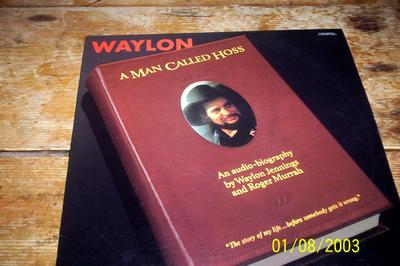 WAYLON
A MAN CALLED HOSS
An audio-biography
by Waylon Jennings
and Roger Murrah
"The story of my life...before somebody gets it wrong."
01/08/2003